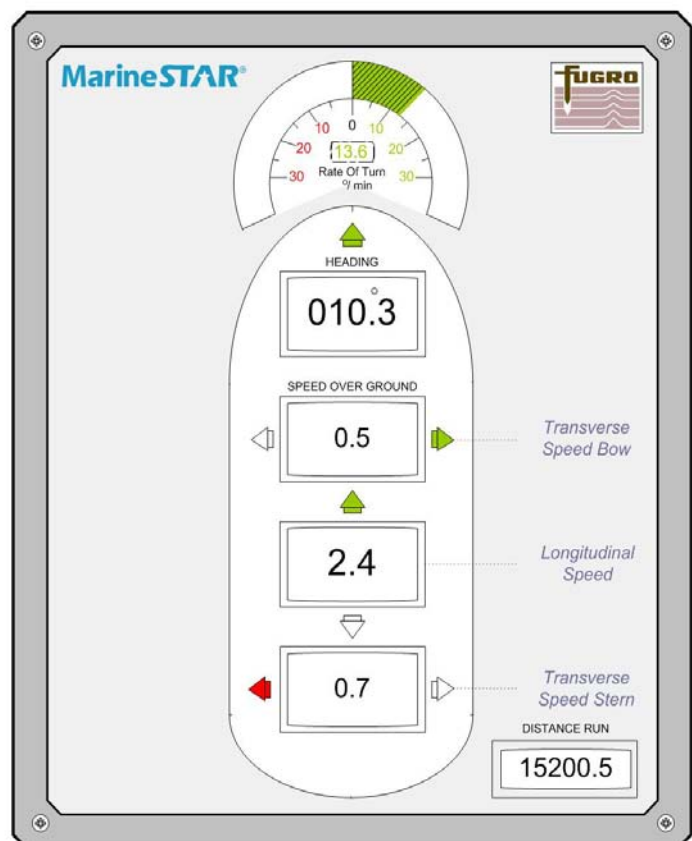 MarineSTAR®
FUGRO
0
10 10
20 20
30 30
13.6
Rate Of Turn
º/ min
HEADING
010.3°
SPEED OVER GROUND
0.5
Transverse
Speed Bow
2.4
Longitudinal
Speed
0.7
Transverse
Speed Stern
DISTANCE RUN
15200.5